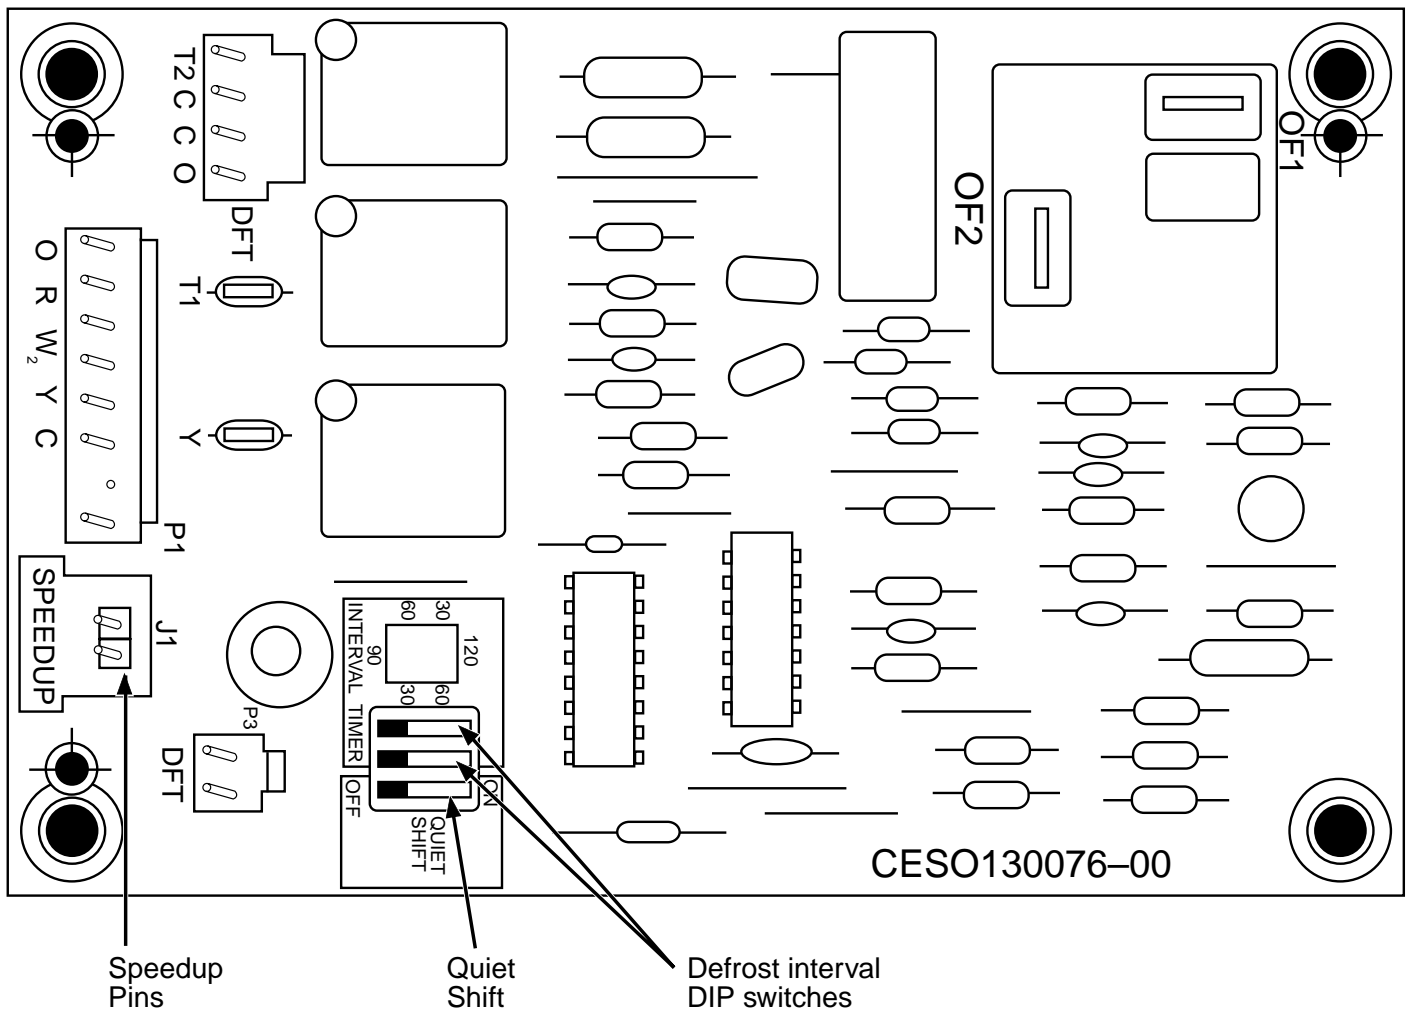 T2
C
C
O
DFT
OF1
OF2
O
R
W2
Y
C
T1
Y
P1
SPEEDUP
J1
INTERVAL TIMER
60
30
90
120
30
60
P3
DFT
OFF
ON
QUIET
SHIFT
CESO130076–00
Speedup
Pins
Quiet
Shift
Defrost interval
DIP switches